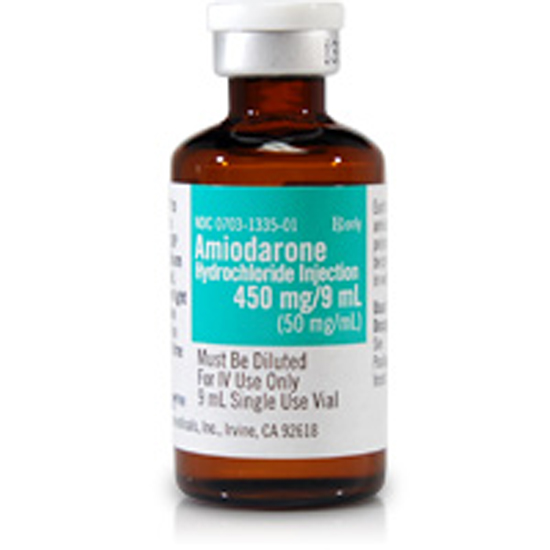 NDC 0703-1335-01 Rx only
Amiodarone
Hydrochloride Injection
450 mg/9 mL
(50 mg/mL)
Must Be Diluted
For IV Use Only
9 mL Single Use Vial
Inc., Irvine, CA 92618